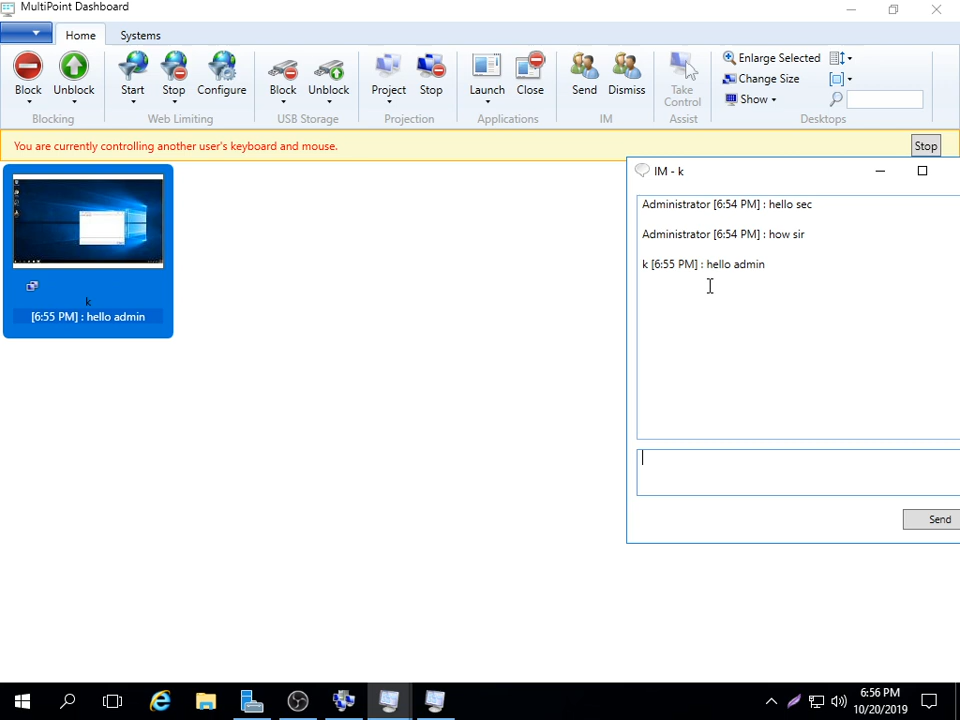 MultiPoint Dashboard
Home
Systems
Block
Unblock
Start
Stop
Configure
Block
Unblock
Project
Stop
Launch
Close
Send
Dismiss
Take Control
Enlarge Selected
Change Size
Show
Blocking
Web Limiting
USB Storage
Projection
Applications
IM
Assist
Desktops
You are currently controlling another user's keyboard and mouse.
Stop
IM - k
Administrator [6:54 PM] : hello sec
Administrator [6:54 PM] : how sir
k [6:55 PM] : hello admin
k
[6:55 PM] : hello admin
Send
6:56 PM
10/20/2019